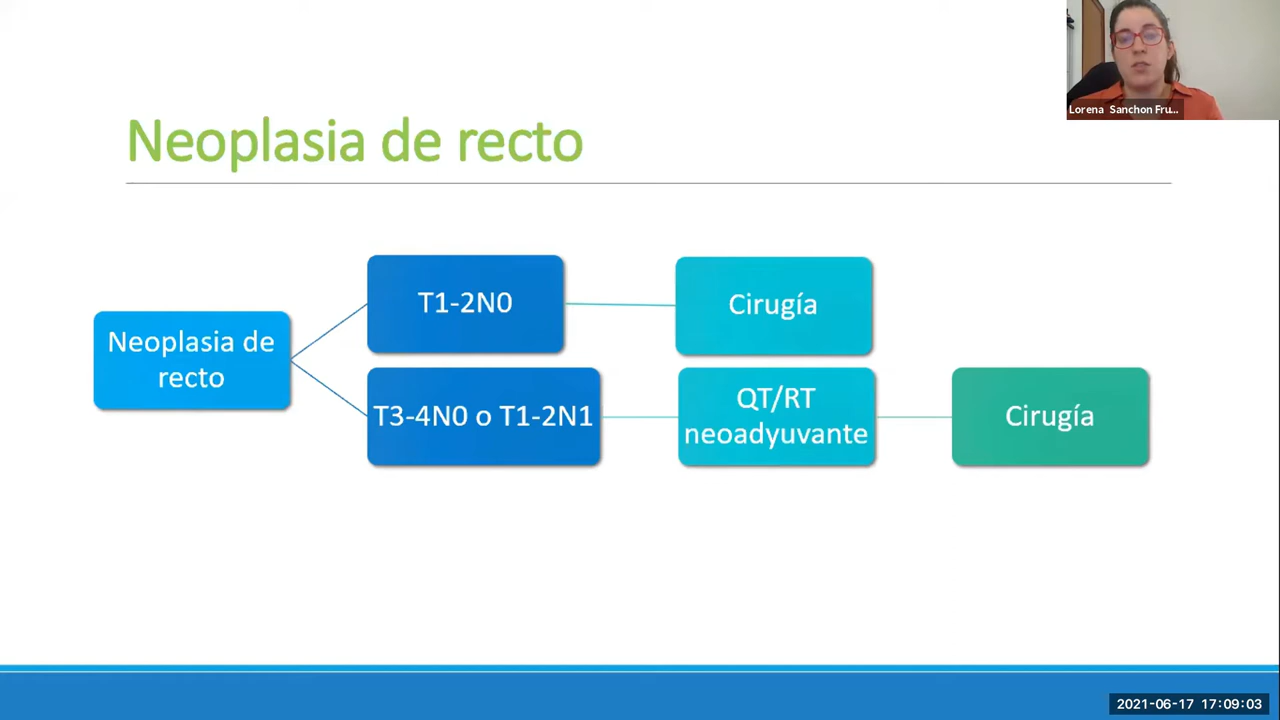 Lorena Sanchon Fru...
Neoplasia de recto
Neoplasia de
recto
T1-2N0
Cirugía
T3-4N0 o T1-2N1
QT/RT
neoadyuvante
Cirugía
2021-06-17 17:09:03